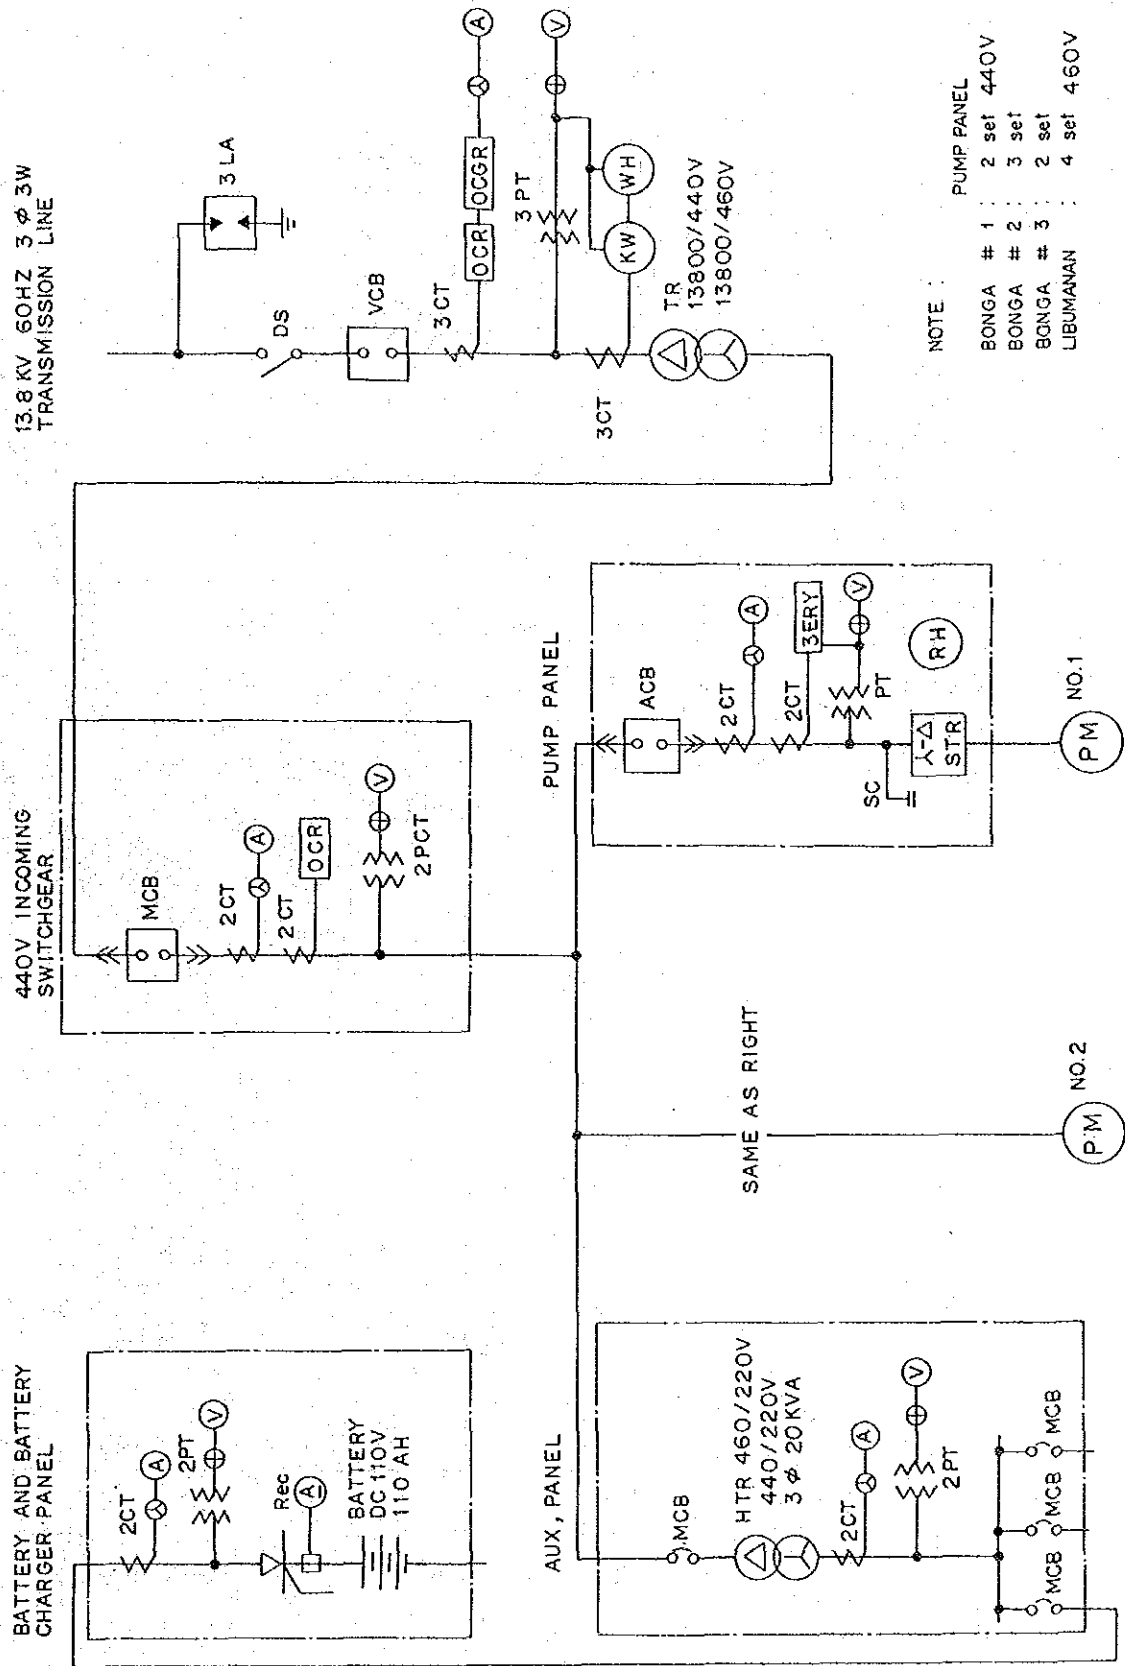 BATTERY AND BATTERY
CHARGER PANEL
2CT
A
2PT
V
Rec
A
BATTERY
DC 110V
110 AH
440V INCOMING
SWITCHGEAR
MCB
2CT
A
2CT
OCR
V
2PCT
13.8 KV 60HZ 3 φ 3W
TRANSMISSION LINE
3 LA
DS
VCB
3CT
OCR
OCGR
A
3 PT
V
KW
WH
3CT
TR
13800/440V
13800/460V
AUX, PANEL
MCB
HTR 460/220V
440/220V
3 φ 20KVA
2CT
A
V
2PT
MCB
MCB
MCB
SAME AS RIGHT
PM
NO.2
PUMP PANEL
ACB
2CT
A
2CT
3ERY
V
PT
RH
SC
Y-Δ
STR
PM
NO.1
NOTE :
PUMP PANEL
BONGA # 1 : 2 set 440V
BONGA # 2 : 3 set
BONGA # 3 : 2 set
LIBUMANAN : 4 set 460V